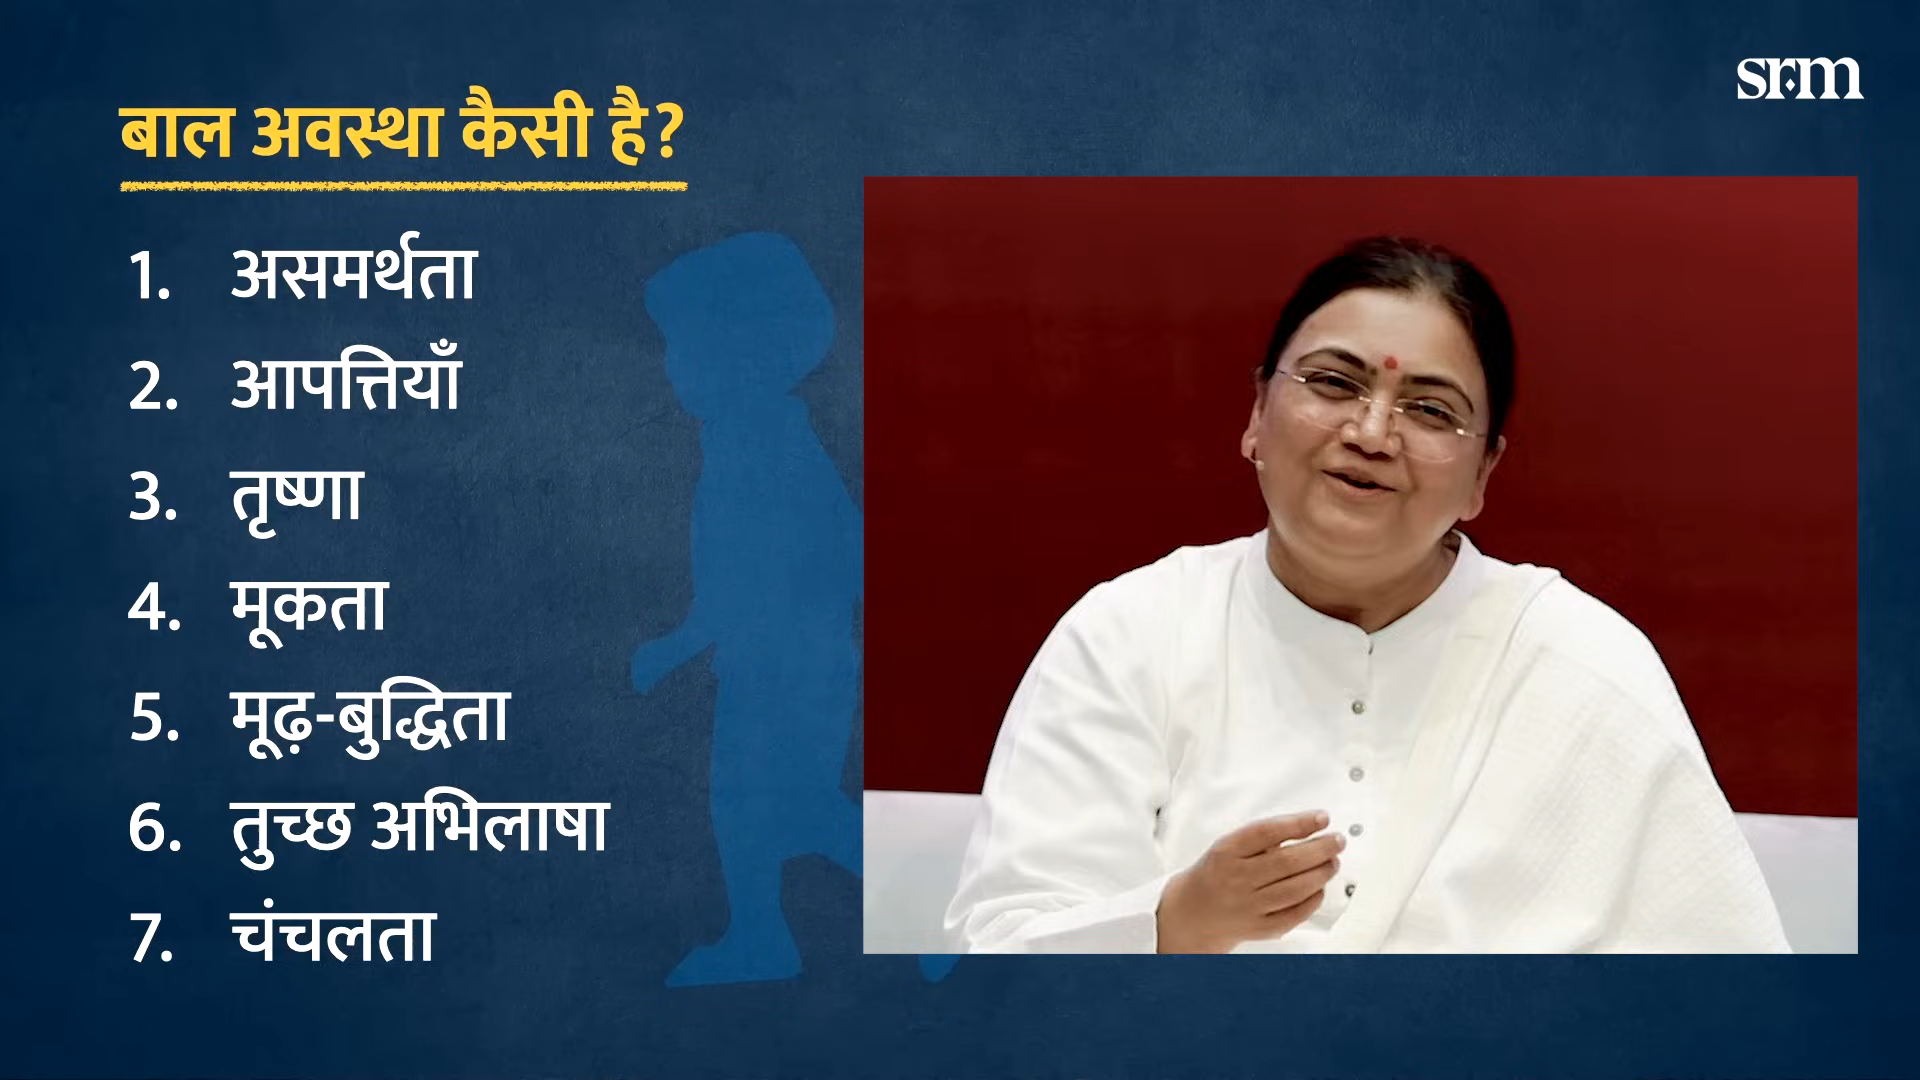 srm
बाल अवस्था कैसी है?
1. असमर्थता
2. आपत्तियाँ
3. तृष्णा
4. मूकता
5. मूढ़-बुद्धिता
6. तुच्छ अभिलाषा
7. चंचलता